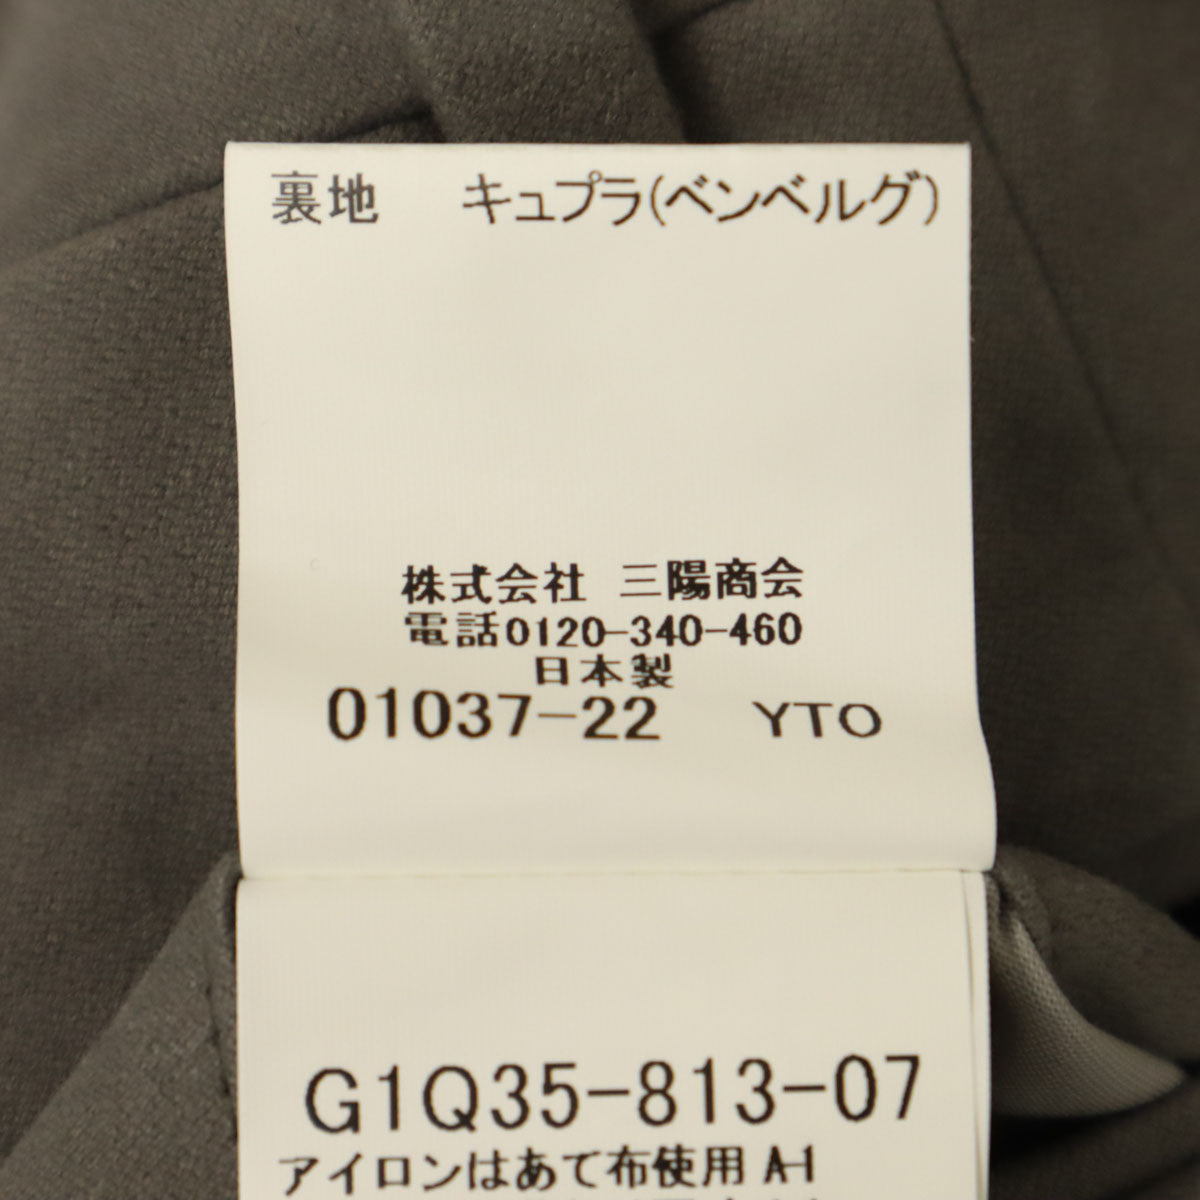 裏地　キュプラ(ベンベルグ)
株式会社 三陽商会
電話0120-340-460
日本製
01037-22 YTO
G1Q35-813-07
アイロンはあて布使用 A-1